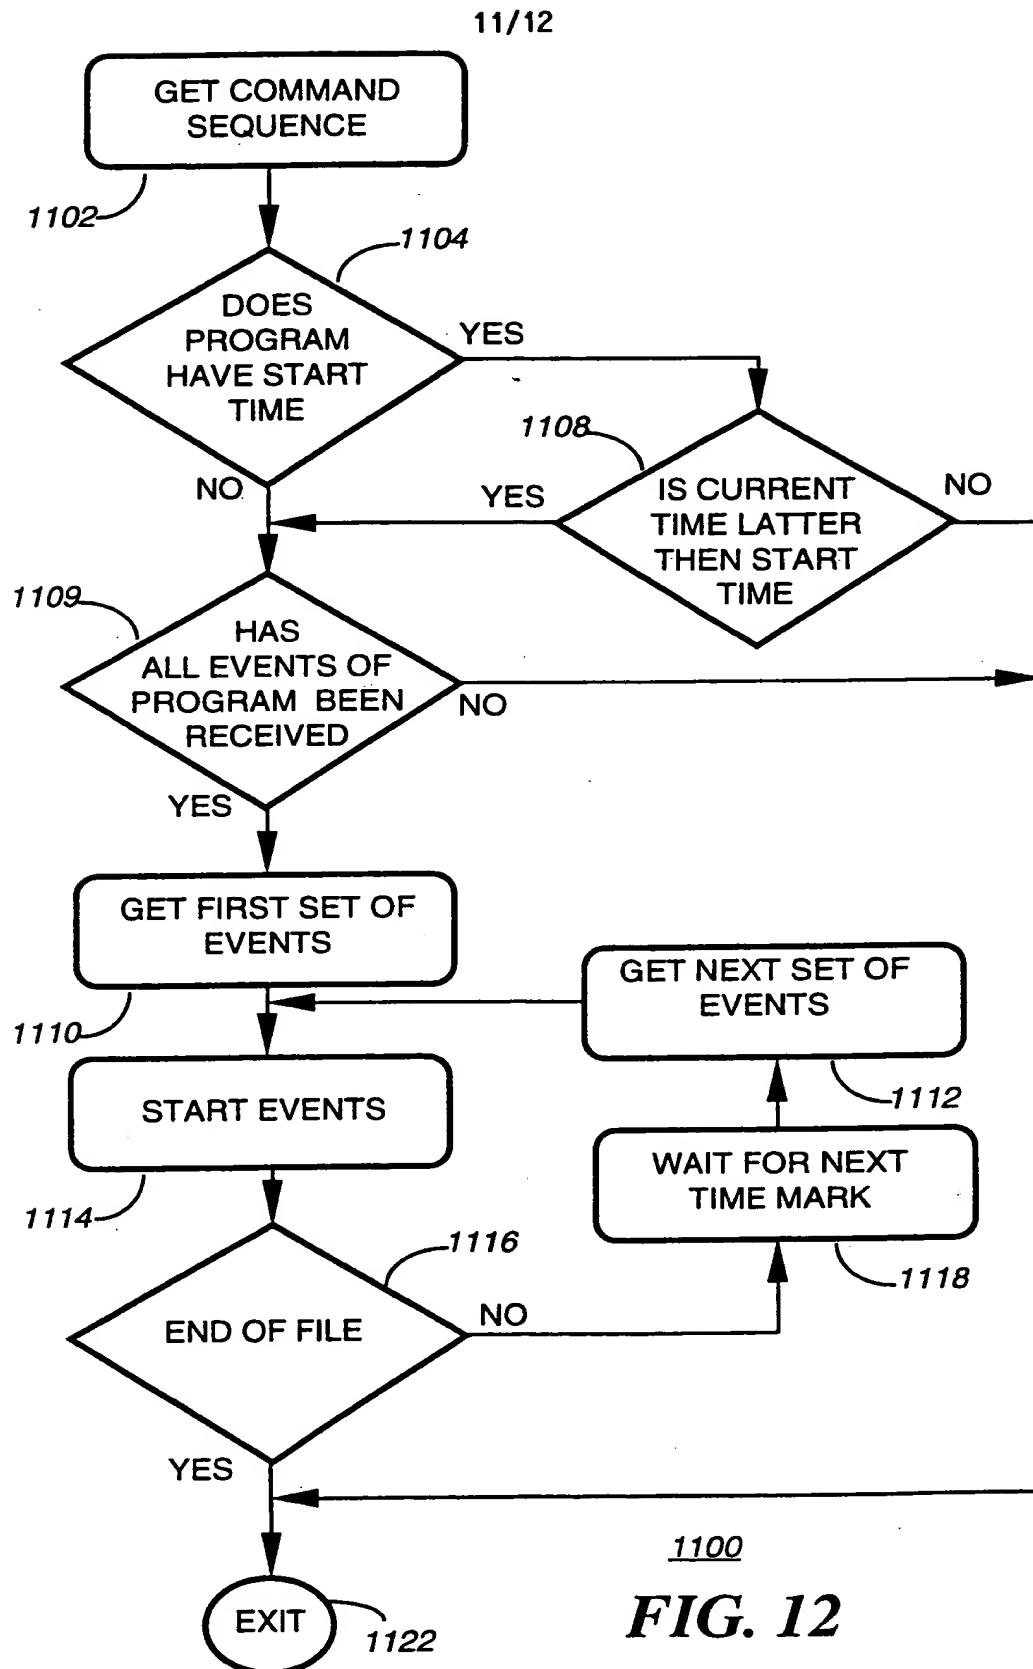 11/12
GET COMMAND
SEQUENCE
1102
1104
DOES
PROGRAM
HAVE START
TIME
YES
NO
1108
IS CURRENT
TIME LATTER
THEN START
TIME
YES
NO
1109
HAS
ALL EVENTS OF
PROGRAM BEEN
RECEIVED
NO
YES
GET FIRST SET OF
EVENTS
1110
GET NEXT SET OF
EVENTS
1112
START EVENTS
1114
WAIT FOR NEXT
TIME MARK
1118
1116
END OF FILE
NO
YES
EXIT
1122
1100
FIG. 12